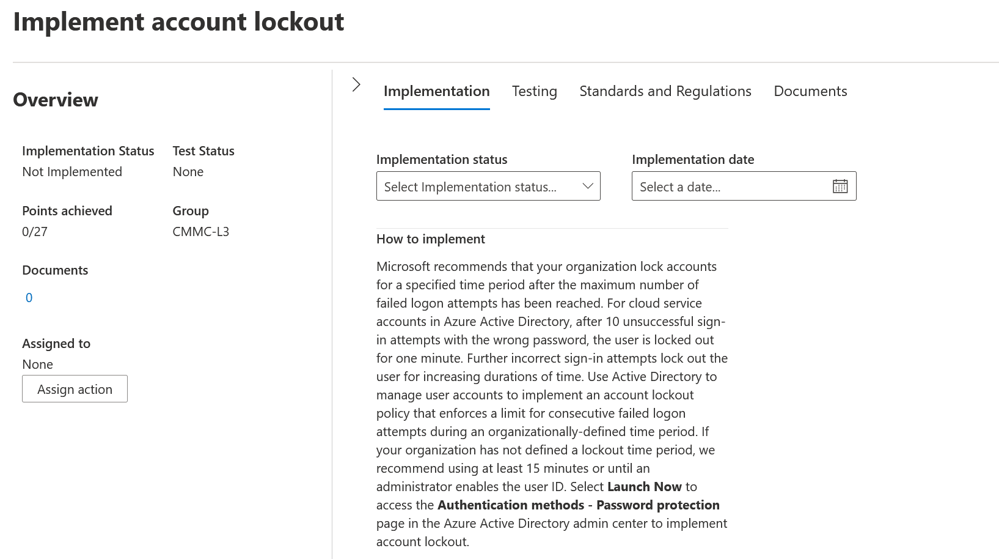 Implement account lockout
Overview
Implementation Status
Not Implemented
Test Status
None
Points achieved
0/27
Group
CMMC-L3
Documents
0
Assigned to
None
Assign action
Implementation
Testing
Standards and Regulations
Documents
Implementation status
Select Implementation status...
Implementation date
Select a date...
How to implement
Microsoft recommends that your organization lock accounts
for a specified time period after the maximum number of
failed logon attempts has been reached. For cloud service
accounts in Azure Active Directory, after 10 unsuccessful sign-
in attempts with the wrong password, the user is locked out
for one minute. Further incorrect sign-in attempts lock out the
user for increasing durations of time. Use Active Directory to
manage user accounts to implement an account lockout
policy that enforces a limit for consecutive failed logon
attempts during an organizationally-defined time period. If
your organization has not defined a lockout time period, we
recommend using at least 15 minutes or until an
administrator enables the user ID. Select Launch Now to
access the Authentication methods - Password protection
page in the Azure Active Directory admin center to implement
account lockout.